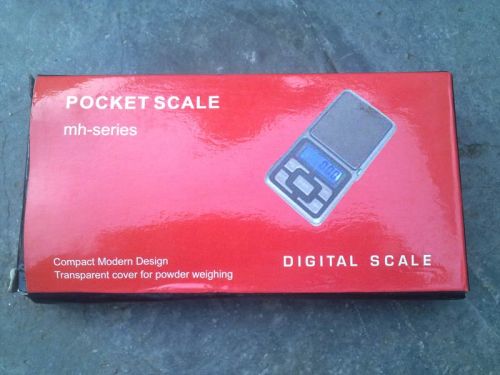 POCKET SCALE
mh-series
Compact Modern Design
Transparent cover for powder weighing
DIGITAL SCALE